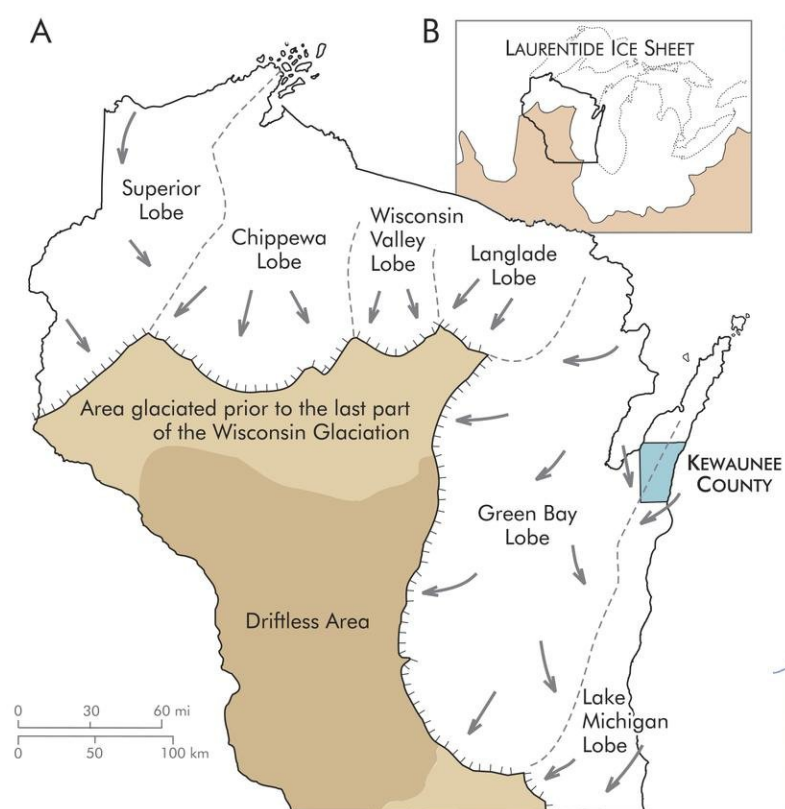 A
B
LAURENTIDE ICE SHEET
Superior
Lobe
Chippewa
Lobe
Wisconsin
Valley
Lobe
Langlade
Lobe
Area glaciated prior to the last part
of the Wisconsin Glaciation
KEWAUNEE
COUNTY
Green Bay
Lobe
Driftless Area
Lake
Michigan
Lobe
0 30 60 mi
0 50 100 km